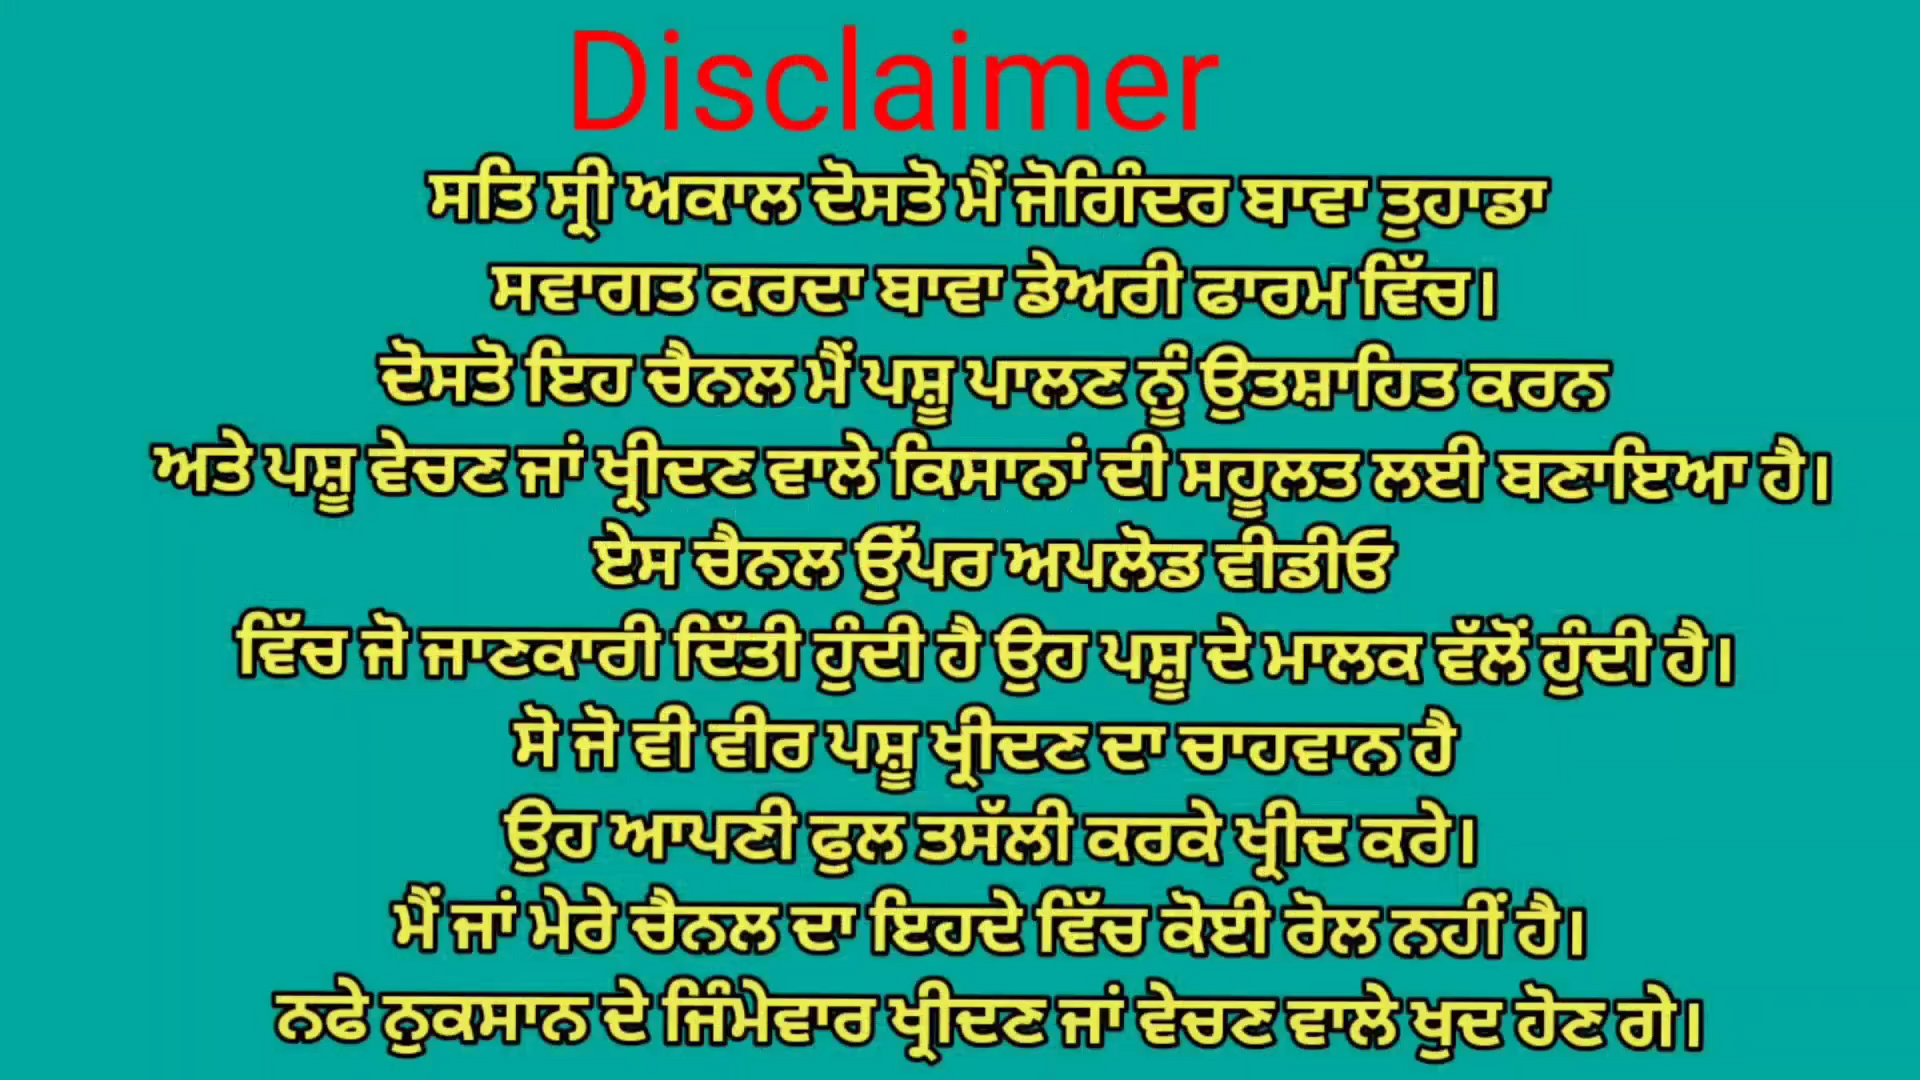 Disclaimer
ਸਤਿ ਸ੍ਰੀ ਅਕਾਲ ਦੋਸਤੋ ਮੈਂ ਜੋਗਿੰਦਰ ਬਾਵਾ ਤੁਹਾਡਾ
ਸਵਾਗਤ ਕਰਦਾ ਬਾਵਾ ਡੇਅਰੀ ਫਾਰਮ ਵਿੱਚ।
ਦੋਸਤੋ ਇਹ ਚੈਨਲ ਮੈਂ ਪਸ਼ੂ ਪਾਲਣ ਨੂੰ ਉਤਸ਼ਾਹਿਤ ਕਰਨ
ਅਤੇ ਪਸ਼ੂ ਵੇਚਣ ਜਾਂ ਖ੍ਰੀਦਣ ਵਾਲੇ ਕਿਸਾਨਾਂ ਦੀ ਸਹੂਲਤ ਲਈ ਬਣਾਇਆ ਹੈ।
ਏਸ ਚੈਨਲ ਉੱਪਰ ਅਪਲੋਡ ਵੀਡੀਓ
ਵਿੱਚ ਜੋ ਜਾਣਕਾਰੀ ਦਿੱਤੀ ਹੁੰਦੀ ਹੈ ਉਹ ਪਸ਼ੂ ਦੇ ਮਾਲਕ ਵੱਲੋਂ ਹੁੰਦੀ ਹੈ।
ਸੋ ਜੋ ਵੀ ਵੀਰ ਪਸ਼ੂ ਖ੍ਰੀਦਣ ਦਾ ਚਾਹਵਾਨ ਹੈ
ਉਹ ਆਪਣੀ ਫੁਲ ਤਸੱਲੀ ਕਰਕੇ ਖ੍ਰੀਦ ਕਰੇ।
ਮੈਂ ਜਾਂ ਮੇਰੇ ਚੈਨਲ ਦਾ ਇਹਦੇ ਵਿੱਚ ਕੋਈ ਰੋਲ ਨਹੀਂ ਹੈ।
ਨਫੇ ਨੁਕਸਾਨ ਦੇ ਜਿੰਮੇਵਾਰ ਖ੍ਰੀਦਣ ਜਾਂ ਵੇਚਣ ਵਾਲੇ ਖੁਦ ਹੋਣ ਗੇ।